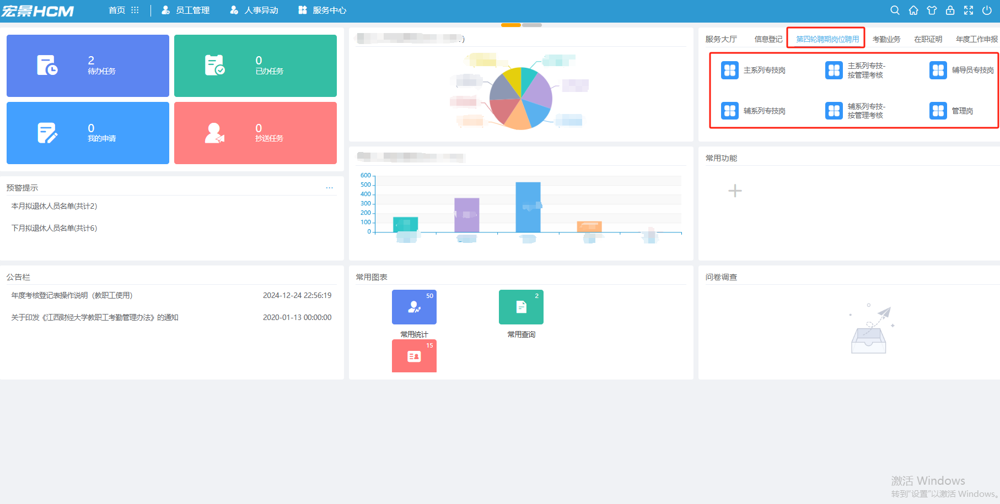 宏景HCM
首页
员工管理
人事异动
服务中心
2
待办任务
0
已办任务
0
我的申请
0
抄送任务
预警提示
...
本月拟退休人员名单(共计2)
下月拟退休人员名单(共计6)
公告栏
年度考核登记表操作说明（教职工使用） 2024-12-24 22:56:19
关于印发《江西财经大学教职工考勤管理办法》的通知 2020-01-13 00:00:00
)
600
500
400
300
200
100
0
常用图表
50
常用统计
2
常用查询
15
服务大厅 信息登记 第四轮聘期岗位聘用 考勤业务 在职证明 年度工作申报
主系列专技岗
主系列专技-
按管理考核
辅导员专技岗
辅系列专技岗
辅系列专技-
按管理考核
管理岗
常用功能
问卷调查
激活 Windows
转到"设置"以激活 Windows。